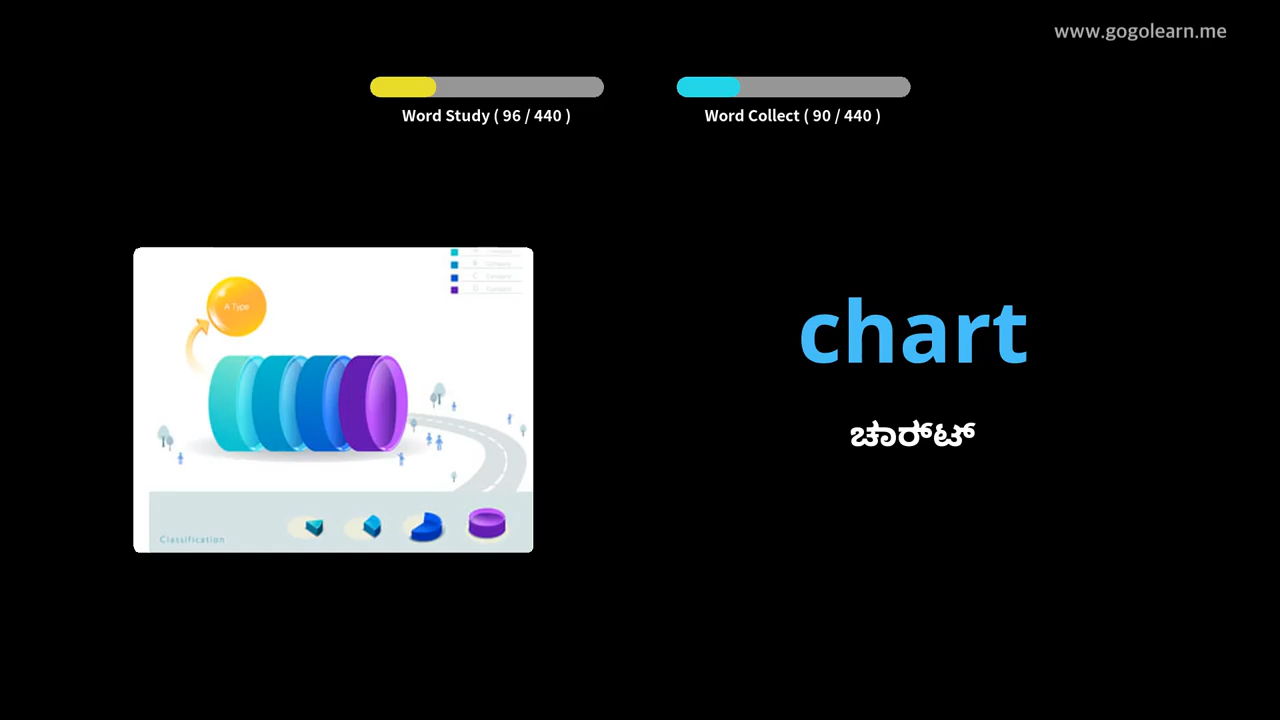 www.gogolearn.me
Word Study ( 96 / 440 )
Word Collect ( 90 / 440 )
A Type
B
C
D
chart
ಚಾರ್ಟ್
Classification